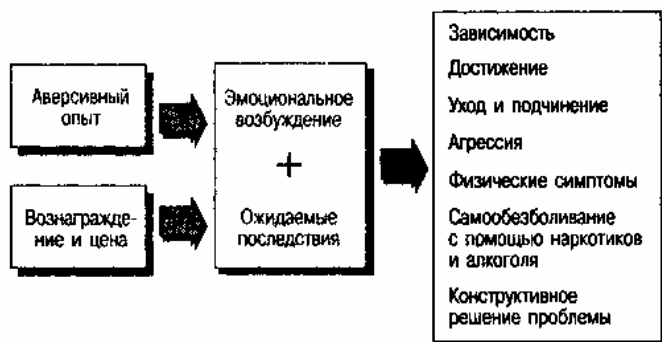 Аверсивный
опыт
Вознагражде-
ние и цена
Эмоциональное
возбуждение
+
Ожидаемые
последствия
Зависимость
Достижение
Уход и подчинение
Агрессия
Физические симптомы
Самообезболивание
с помощью наркотиков
и алкоголя
Конструктивное
решение проблемы